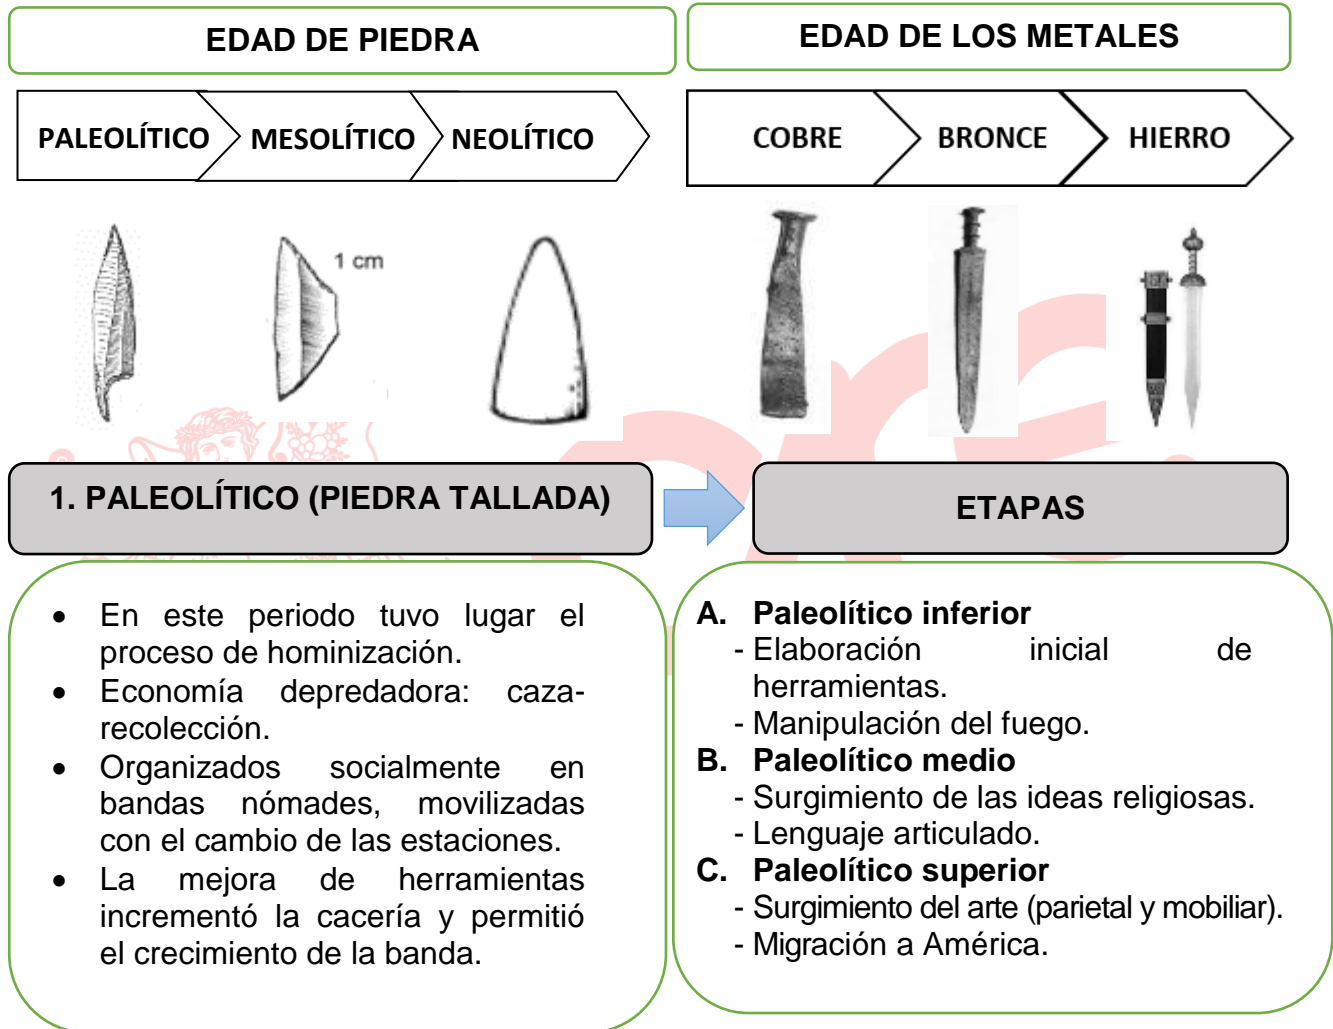 EDAD DE PIEDRA
EDAD DE LOS METALES
PALEOLÍTICO
MESOLÍTICO
NEOLÍTICO
COBRE
BRONCE
HIERRO
1 cm
1. PALEOLÍTICO (PIEDRA TALLADA)
ETAPAS
• En este periodo tuvo lugar el
proceso de hominización.
• Economía depredadora: caza-
recolección.
• Organizados socialmente en
bandas nómades, movilizadas
con el cambio de las estaciones.
• La mejora de herramientas
incrementó la cacería y permitió
el crecimiento de la banda.
A. Paleolítico inferior
- Elaboración inicial de
herramientas.
- Manipulación del fuego.
B. Paleolítico medio
- Surgimiento de las ideas religiosas.
- Lenguaje articulado.
C. Paleolítico superior
- Surgimiento del arte (parietal y mobiliar).
- Migración a América.